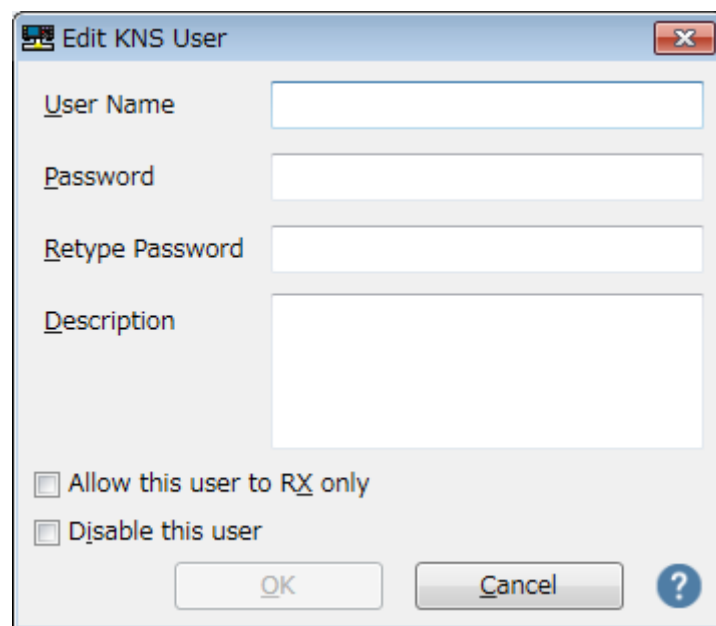 Edit KNS User
User Name
Password
Retype Password
Description
Allow this user to RX only
Disable this user
OK
Cancel
?